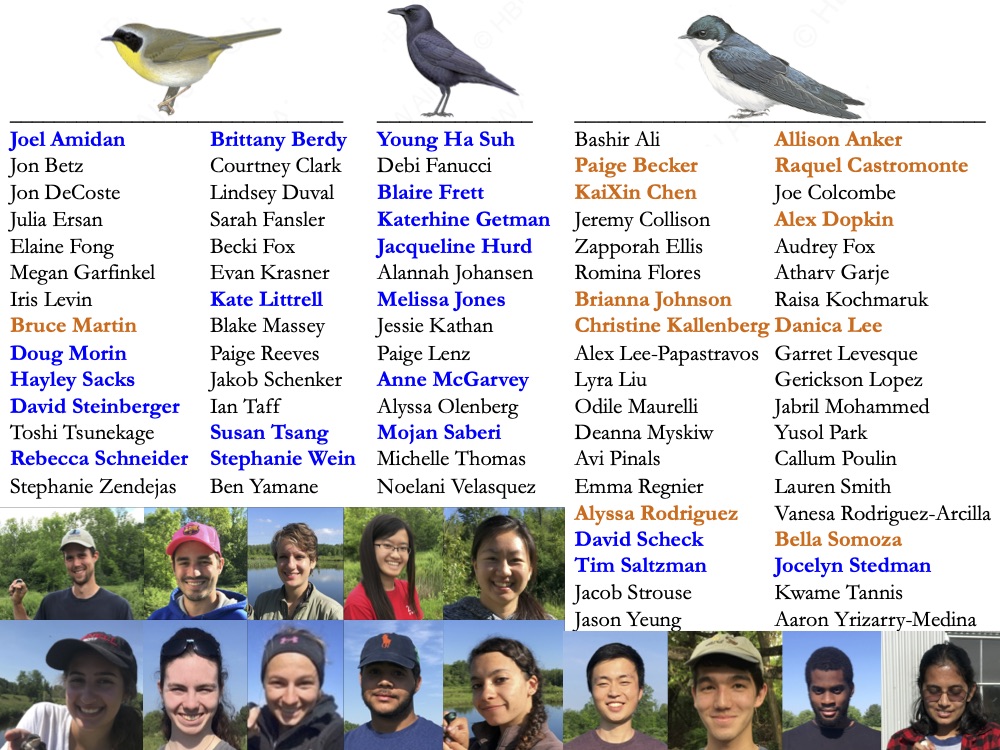 Joel Amidan
Jon Betz
Jon DeCoste
Julia Ersan
Elaine Fong
Megan Garfinkel
Iris Levin
Bruce Martin
Doug Morin
Hayley Sacks
David Steinberger
Toshi Tsunekage
Rebecca Schneider
Stephanie Zendejas
Brittany Berdy
Courtney Clark
Lindsey Duval
Sarah Fansler
Becki Fox
Evan Krasner
Kate Littrell
Blake Massey
Paige Reeves
Jakob Schenker
Ian Taff
Susan Tsang
Stephanie Wein
Ben Yamane
Young Ha Suh
Debi Fanucci
Blaire Frett
Katerhine Getman
Jacqueline Hurd
Alannah Johansen
Melissa Jones
Jessie Kathan
Paige Lenz
Anne McGarvey
Alyssa Olenberg
Mojan Saberi
Michelle Thomas
Noelani Velasquez
Bashir Ali
Paige Becker
KaiXin Chen
Jeremy Collison
Zapporah Ellis
Romina Flores
Brianna Johnson
Christine Kallenberg
Alex Lee-Papastravos
Lyra Liu
Odile Maurelli
Deanna Myskiw
Avi Pinals
Emma Regnier
Alyssa Rodriguez
David Scheck
Tim Saltzman
Jacob Strouse
Jason Yeung
Allison Anker
Raquel Castromonte
Joe Colcombe
Alex Dopkin
Audrey Fox
Atharv Garje
Raisa Kochmaruk
Danica Lee
Garret Levesque
Gerickson Lopez
Jabril Mohammed
Yusol Park
Callum Poulin
Lauren Smith
Vanesa Rodriguez-Arcilla
Bella Somoza
Jocelyn Stedman
Kwame Tannis
Aaron Yrizarry-Medina